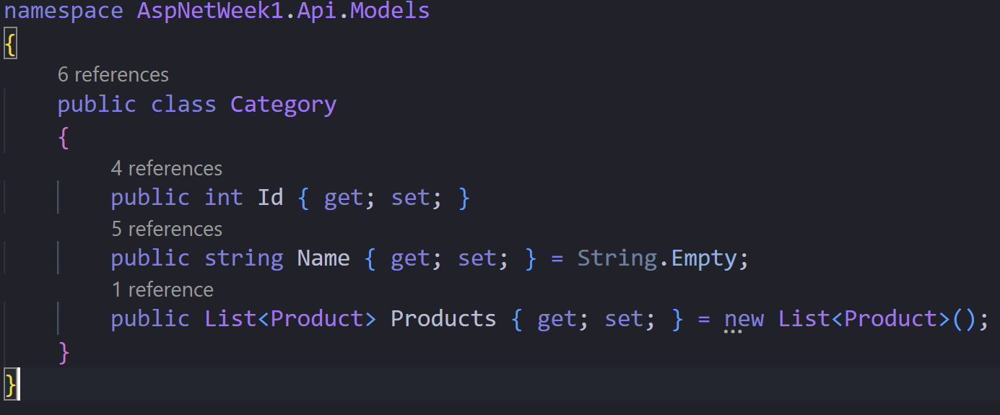 namespace AspNetWeek1.Api.Models
{
6 references
public class Category
{
4 references
public int Id { get; set; }
5 references
public string Name { get; set; } = String.Empty;
1 reference
public List<Product> Products { get; set; } = new List<Product>();
}
}